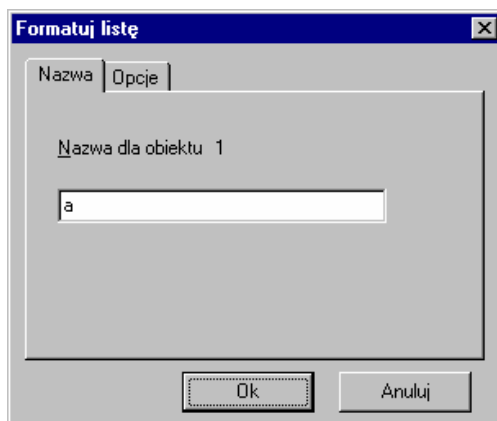 Formatuj listę
Nazwa Opcje
Nazwa dla obiektu 1
a
Ok Anuluj